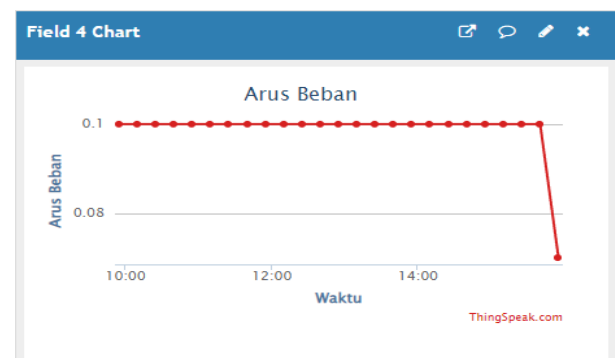 Field 4 Chart
Arus Beban
0.1
Arus Beban
0.08
10:00 12:00 14:00
Waktu
ThingSpeak.com